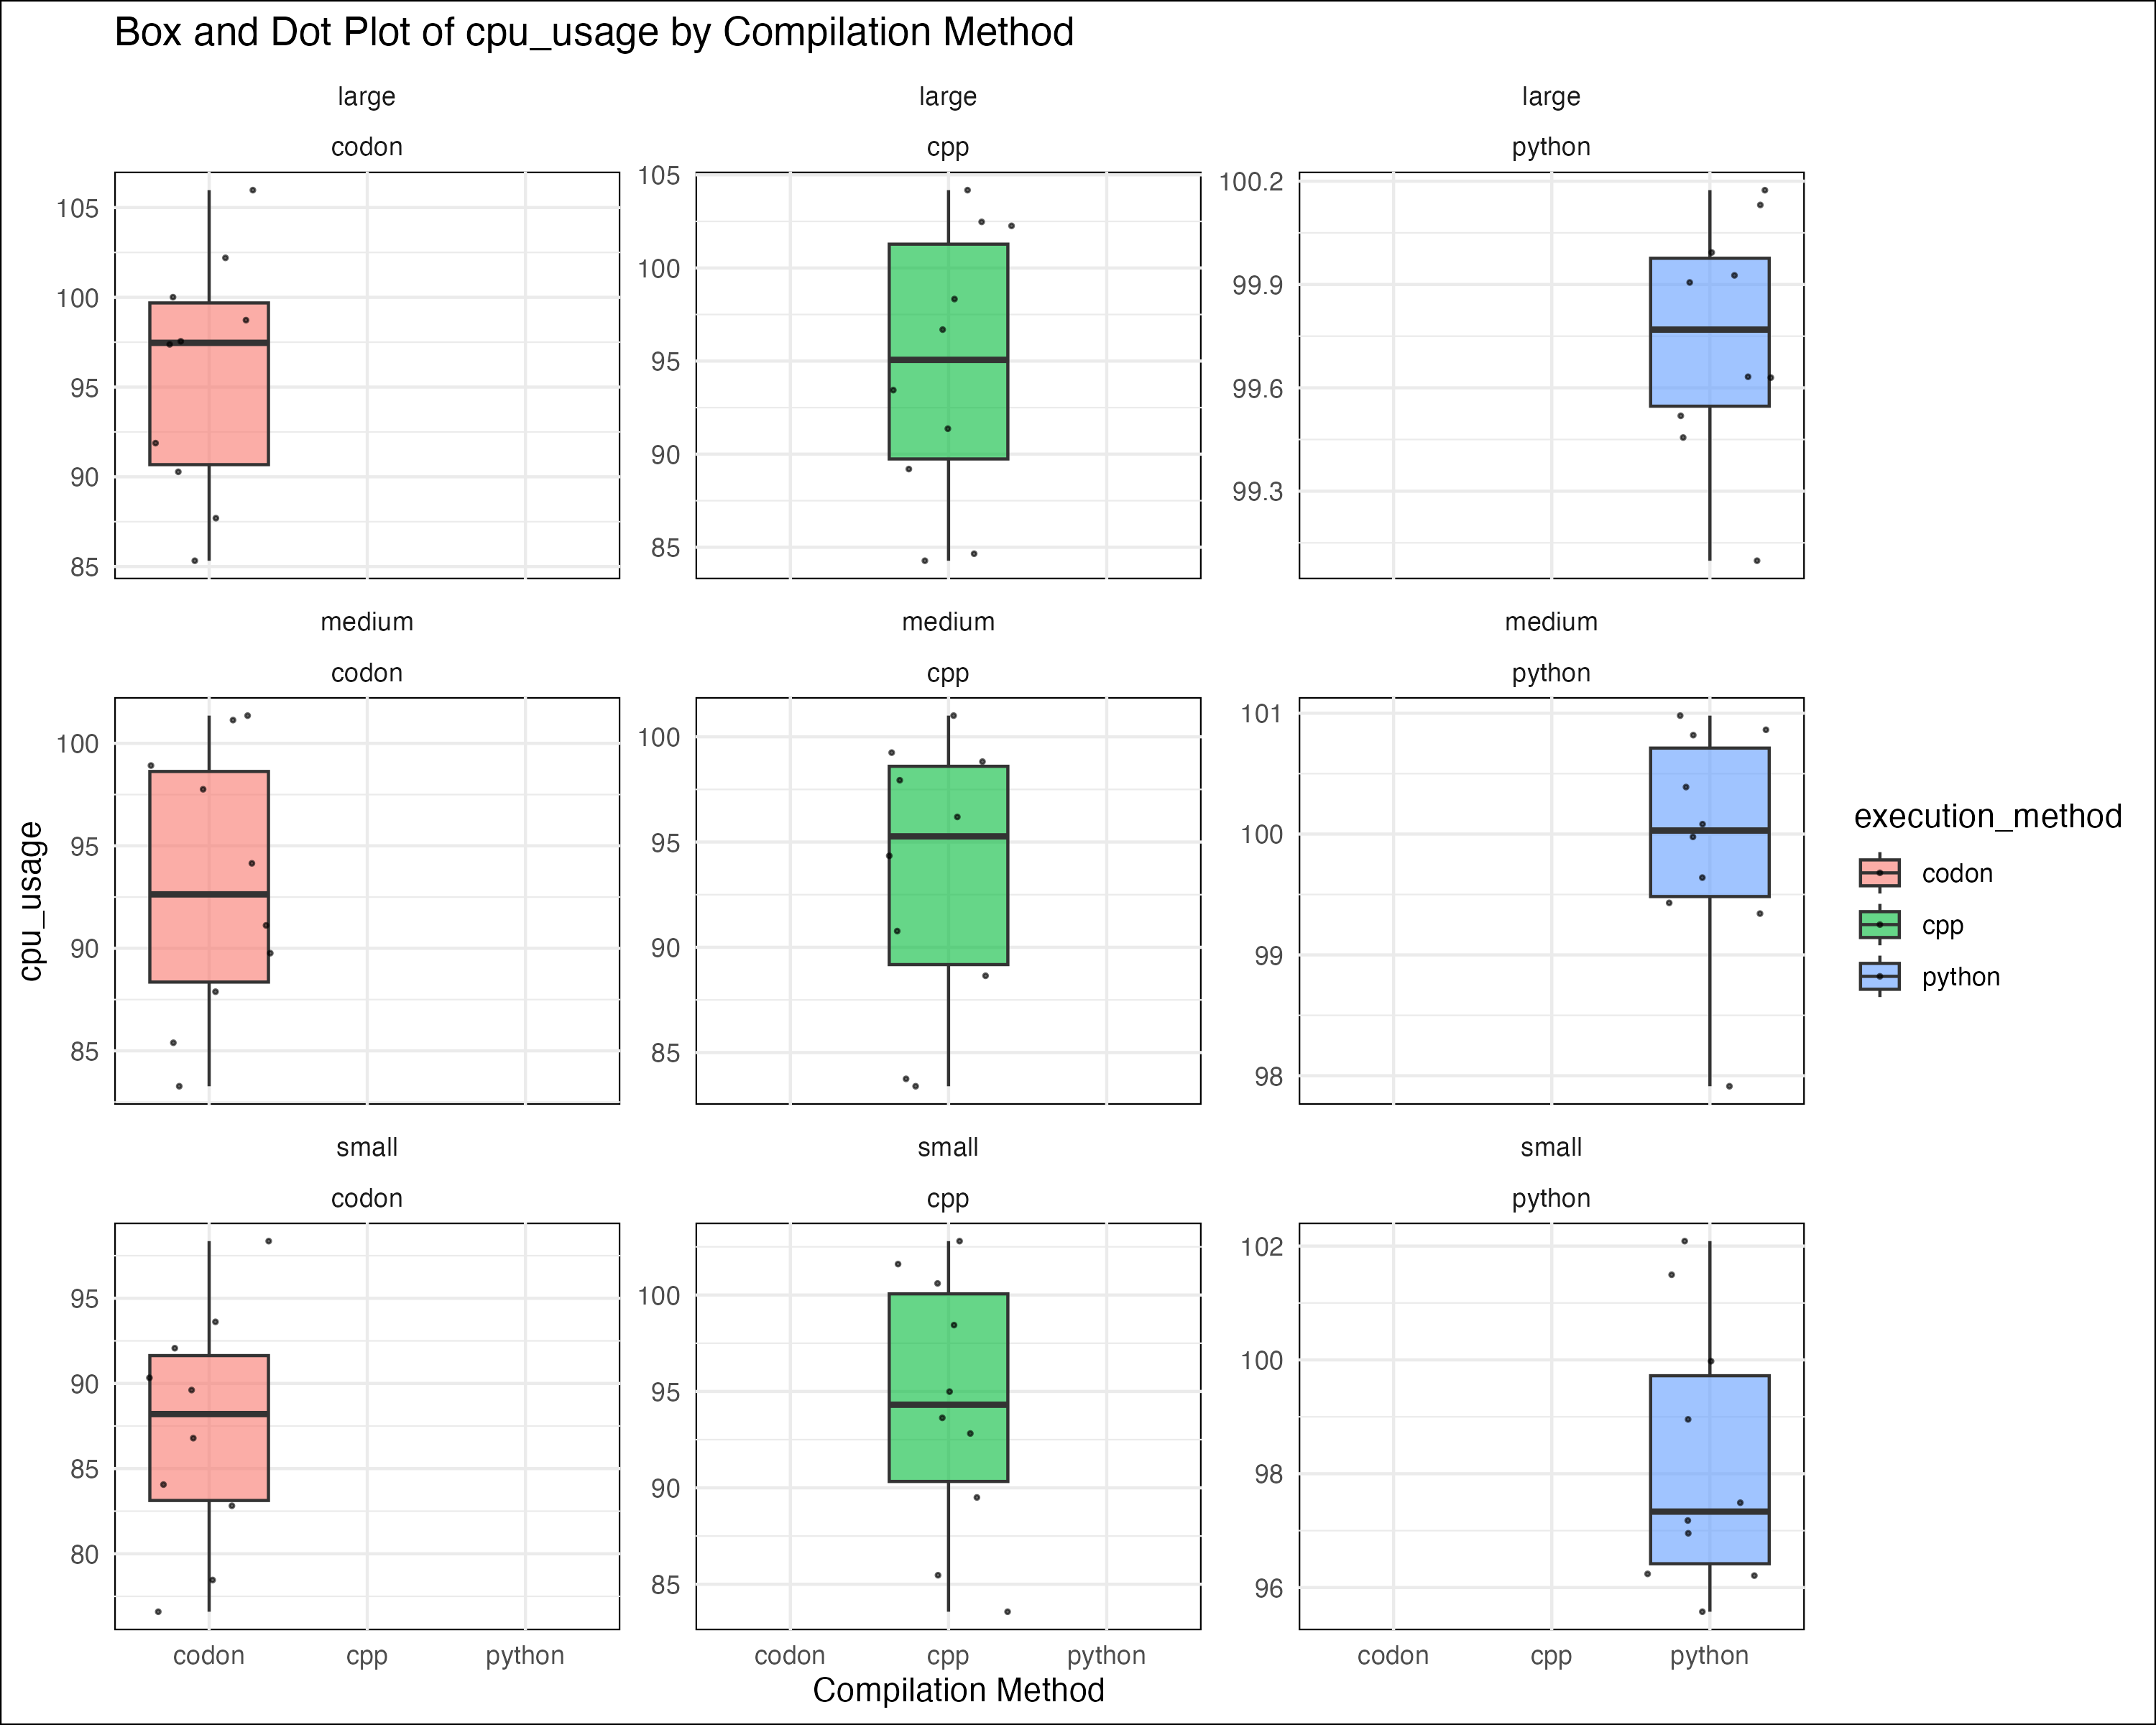 Box and Dot Plot of cpu_usage by Compilation Method
large
codon
large
cpp
large
python
105
100
95
90
85
105
100
95
90
85
100.2
99.9
99.6
99.3
medium
codon
medium
cpp
medium
python
100
95
90
85
100
95
90
85
101
100
99
98
small
codon
small
cpp
small
python
95
90
85
80
100
95
90
85
102
100
98
96
codon cpp python
codon cpp python
codon cpp python
Compilation Method
cpu_usage
execution_method
codon
cpp
python